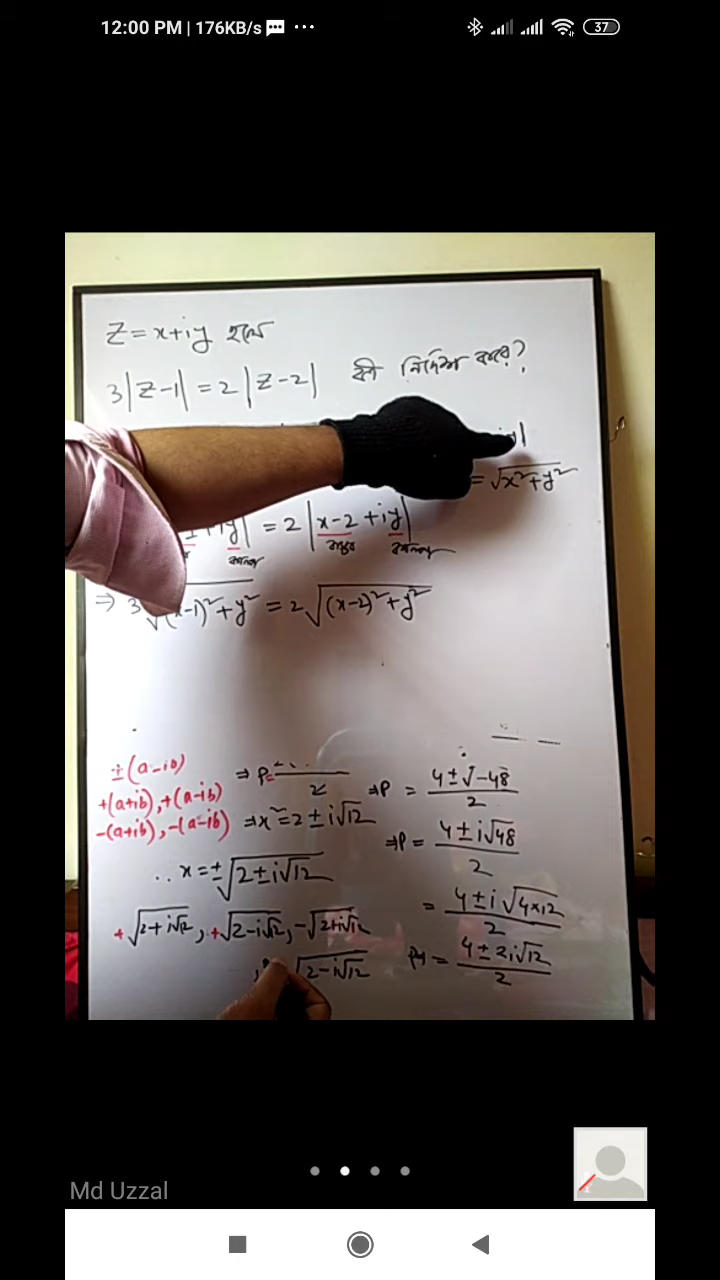 12:00 PM | 176KB/s ···
37
Z = x+iy হলে
3|Z-1| = 2|Z-2| কী নির্দেশ করে?
= √x²+y²
y| = 2|x-2+iy|
বাস্তব কাল্পনিক
⇒ 3√(x-1)²+y² = 2√(x-2)²+y²
±(a-ib)
+(a+ib), +(a-ib)
-(a+ib), -(a-ib)
⇒ P =
2
⇒ x² = 2 ± i√12
∴ x = ±√2±i√12
+√2+i√12, +√2-i√12, -√2+i√12
√2-i√12
⇒P = 4±√-48
2
⇒P = 4±i√48
2
= 4±i√4×12
2
= 4±2i√12
2
Md Uzzal